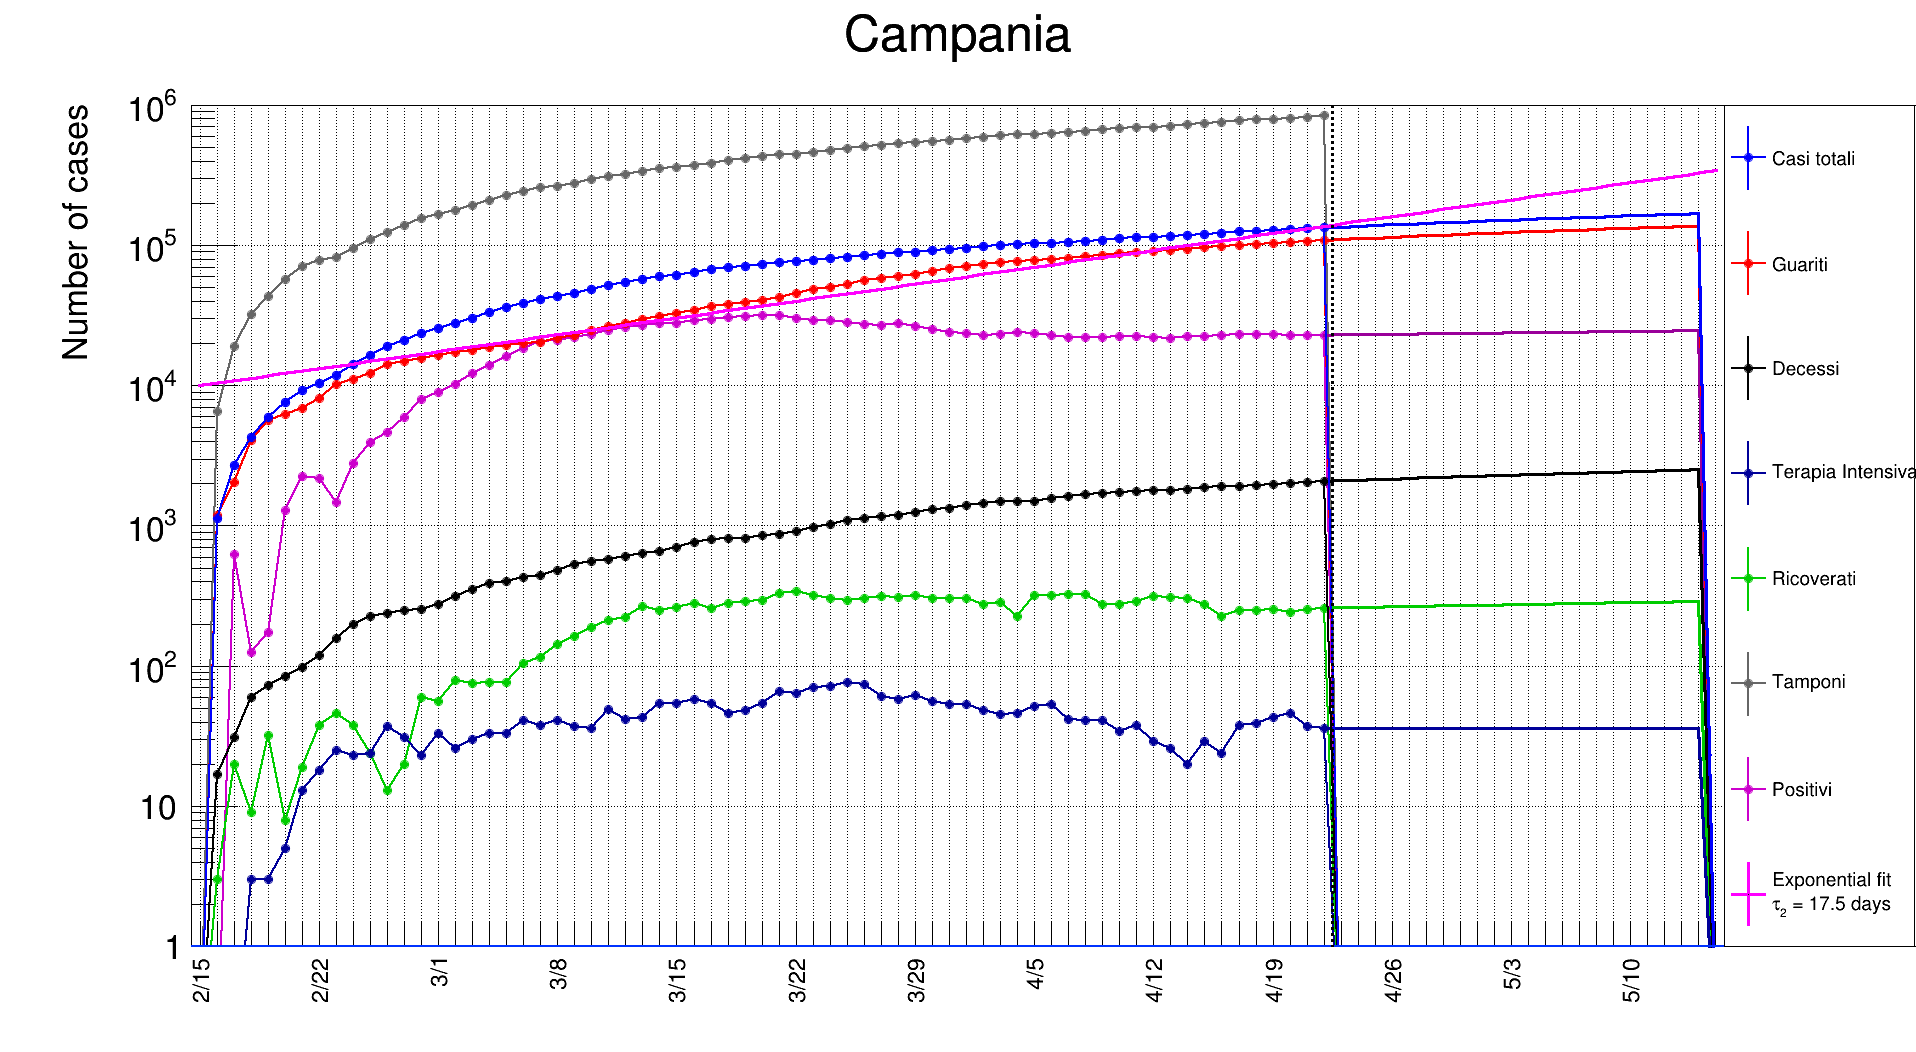 Campania
Number of cases
10^6
10^5
10^4
10^3
10^2
10
1
2/15
2/22
3/1
3/8
3/15
3/22
3/29
4/5
4/12
4/19
4/26
5/3
5/10
Casi totali
Guariti
Decessi
Terapia Intensiva
Ricoverati
Tamponi
Positivi
Exponential fit
τ₂ = 17.5 days